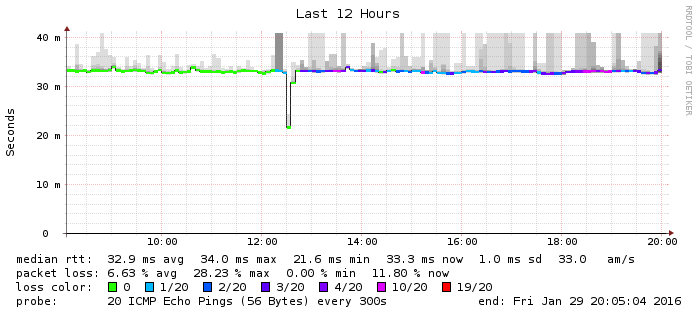 Last 12 Hours
RRDTOOL / TOBI OETIKER
Seconds
40 m
30 m
20 m
10 m
0
10:00 12:00 14:00 16:00 18:00 20:00
median rtt: 32.9 ms avg 34.0 ms max 21.6 ms min 33.3 ms now 1.0 ms sd 33.0 am/s
packet loss: 6.63 % avg 28.23 % max 0.00 % min 11.80 % now
loss color: 0 1/20 2/20 3/20 4/20 10/20 19/20
probe: 20 ICMP Echo Pings (56 Bytes) every 300s end: Fri Jan 29 20:05:04 2016